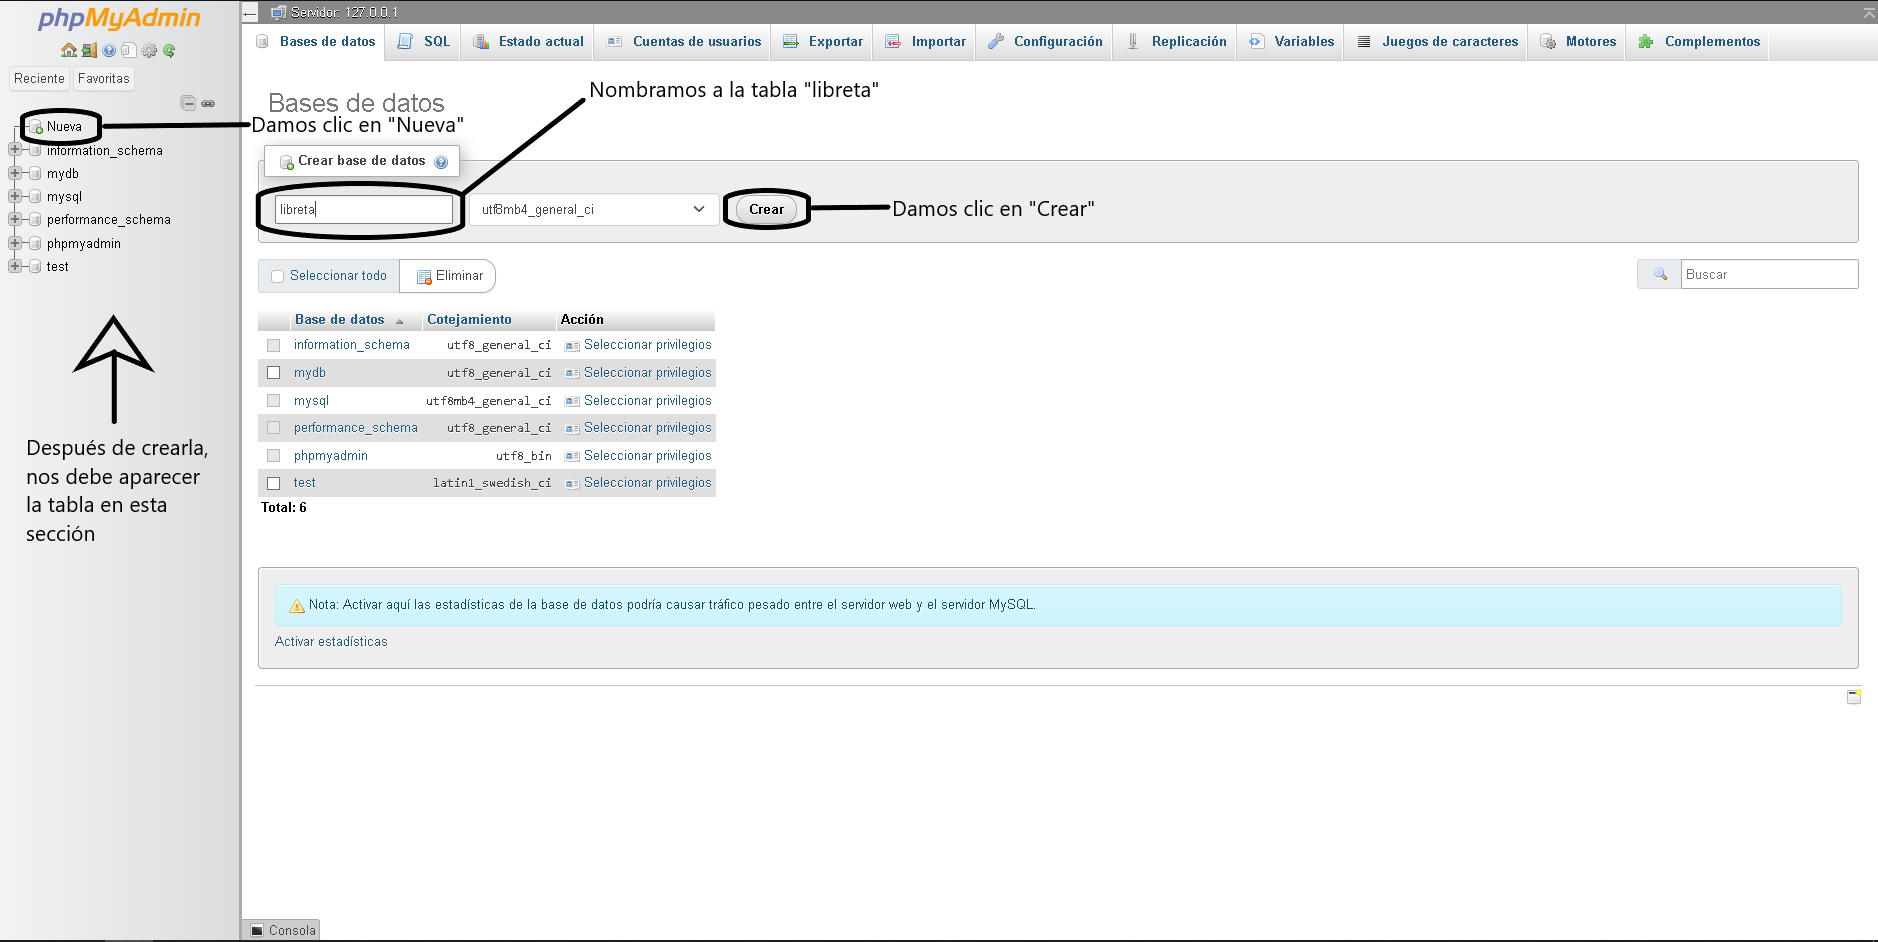 phpMyAdmin
Reciente Favoritas
Nueva
information_schema
mydb
mysql
performance_schema
phpmyadmin
test
Después de crearla,
nos debe aparecer
la tabla en esta
sección
Servidor: 127.0.0.1
Bases de datos SQL Estado actual Cuentas de usuarios Exportar Importar Configuración Replicación Variables Juegos de caracteres Motores Complementos
Nombramos a la tabla "libreta"
Bases de datos
Damos clic en "Nueva"
Crear base de datos
libreta utf8mb4_general_ci Crear Damos clic en "Crear"
Seleccionar todo Eliminar Buscar
Base de datos Cotejamiento Acción
information_schema utf8_general_ci Seleccionar privilegios
mydb utf8_general_ci Seleccionar privilegios
mysql utf8mb4_general_ci Seleccionar privilegios
performance_schema utf8_general_ci Seleccionar privilegios
phpmyadmin utf8_bin Seleccionar privilegios
test latin1_swedish_ci Seleccionar privilegios
Total: 6
Nota: Activar aquí las estadísticas de la base de datos podría causar tráfico pesado entre el servidor web y el servidor MySQL.
Activar estadísticas
Consola